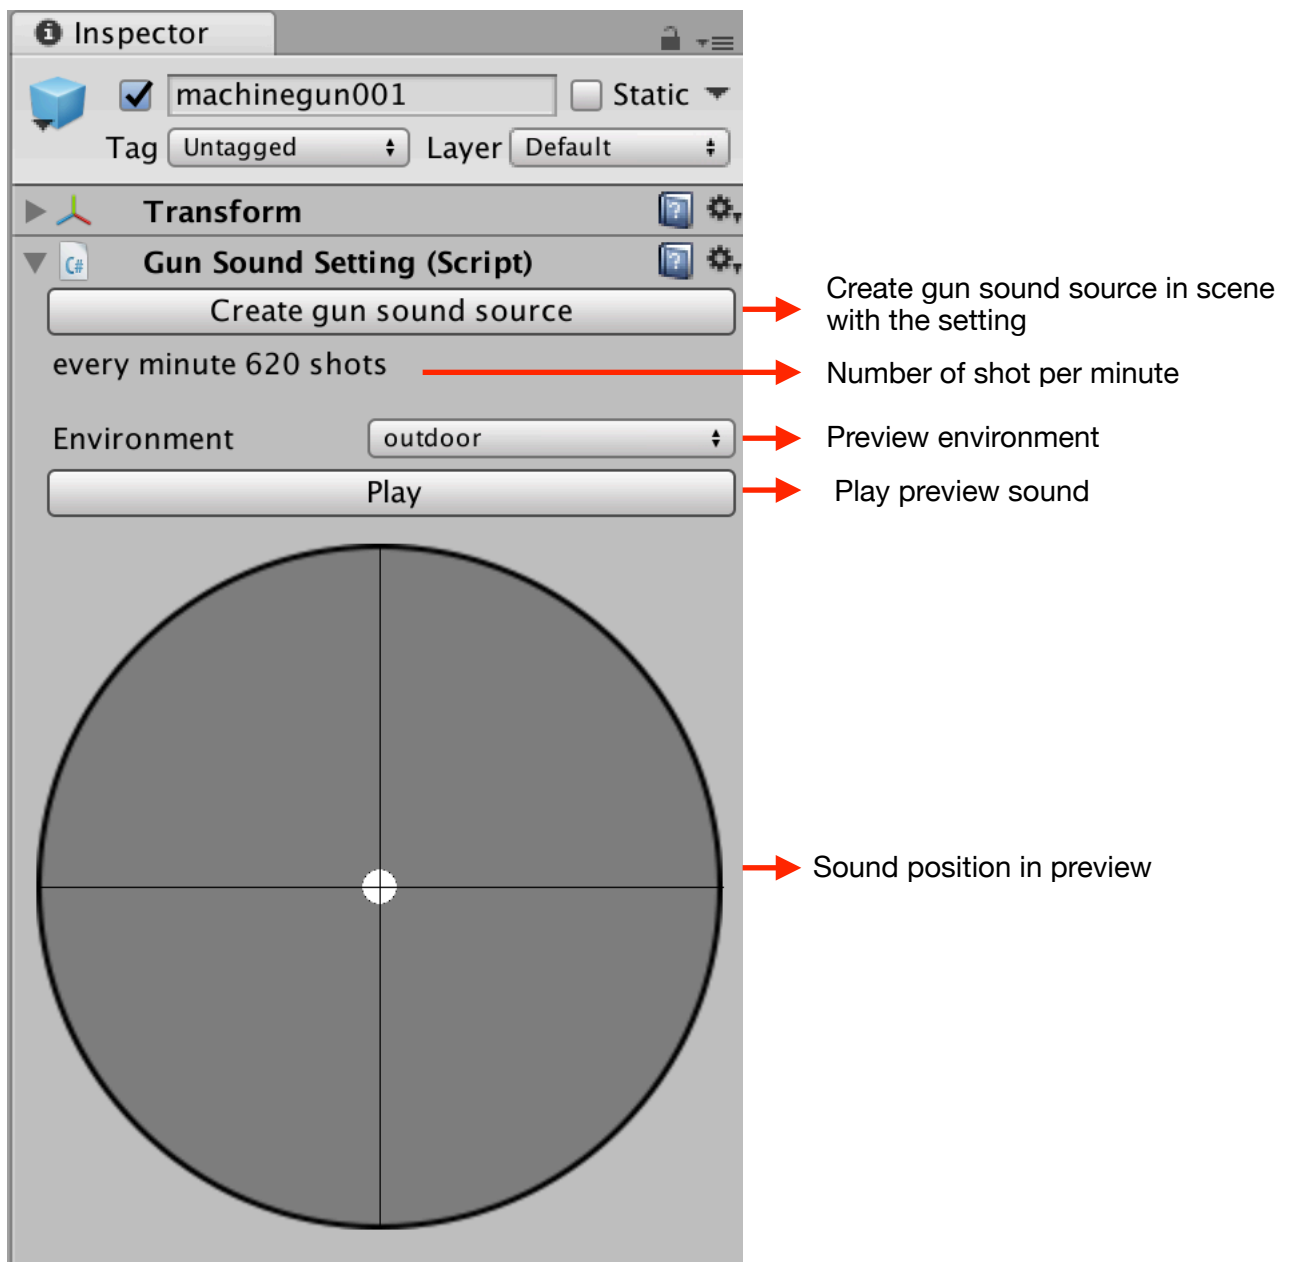 Inspector
machinegun001
Static
Tag Untagged Layer Default
Transform
Gun Sound Setting (Script)
C#
Create gun sound source
Create gun sound source in scene
with the setting
every minute 620 shots
Number of shot per minute
Environment outdoor
Preview environment
Play
Play preview sound
Sound position in preview